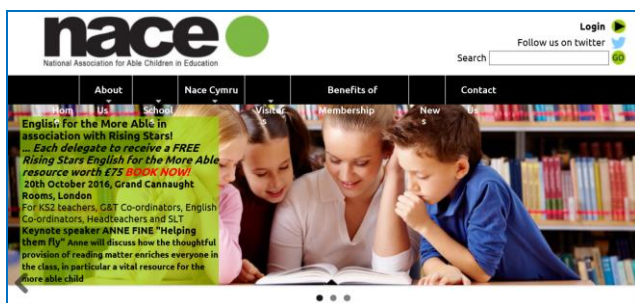 nace
National Association for Able Children in Education
Login
Follow us on twitter
Search
GO
Home
About Us
Schools
Nace Cymru
Visitors
Benefits of Membership
News
Contact Us
English for the More Able in
association with Rising Stars!
... Each delegate to receive a FREE
Rising Stars English for the More Able
resource worth £75 BOOK NOW!
20th October 2016, Grand Cannaught
Rooms, London
For KS2 teachers, G&T Co-ordinators, English
Co-ordinators, Headteachers and SLT
Keynote speaker ANNE FINE "Helping
them fly" Anne will discuss how the thoughtful
provision of reading matter enriches everyone in
the class, in particular a vital resource for the
more able child